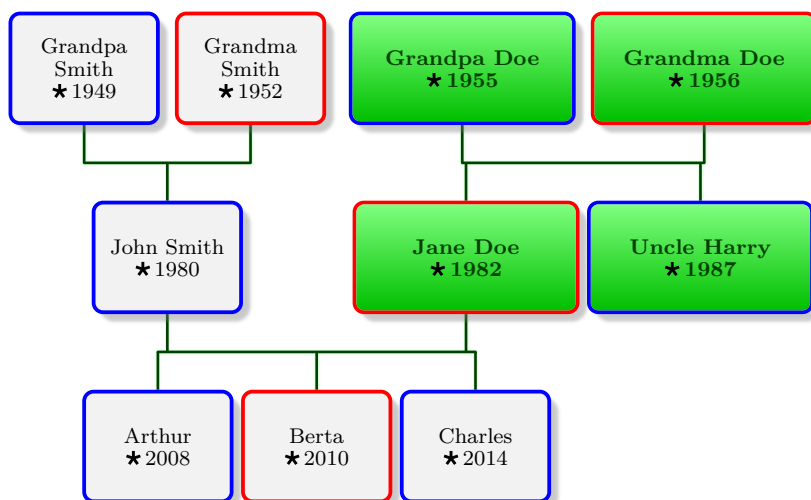 Grandpa
Smith
★ 1949
Grandma
Smith
★ 1952
Grandpa Doe
★ 1955
Grandma Doe
★ 1956
John Smith
★ 1980
Jane Doe
★ 1982
Uncle Harry
★ 1987
Arthur
★ 2008
Berta
★ 2010
Charles
★ 2014